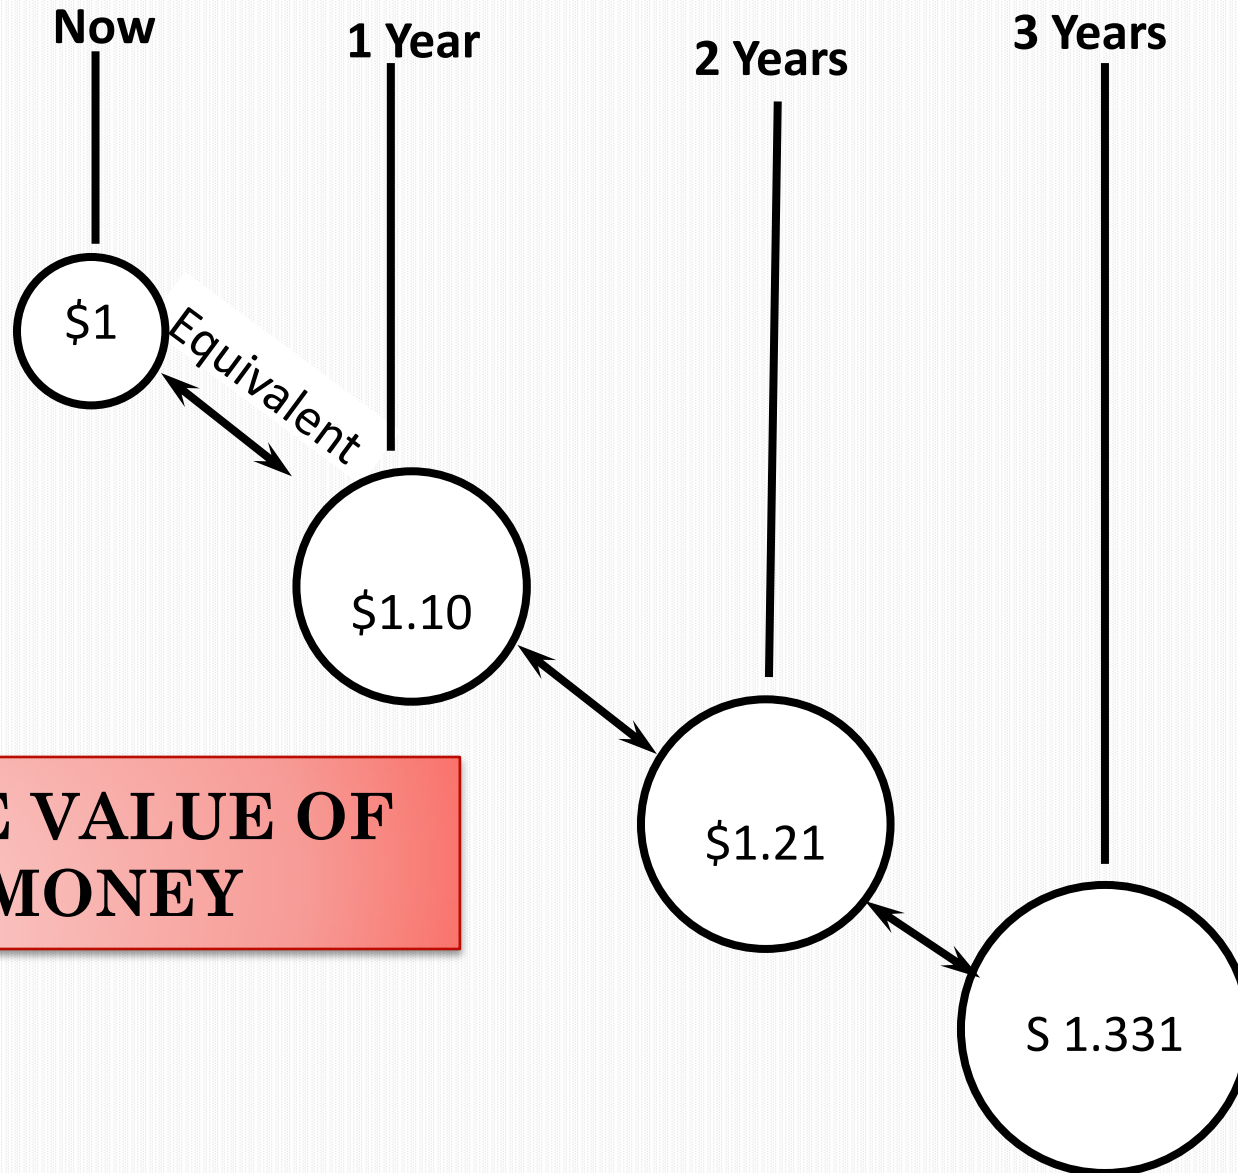 Now
1 Year
2 Years
3 Years
$1
Equivalent
$1.10
E VALUE OF
MONEY
$1.21
S 1.331